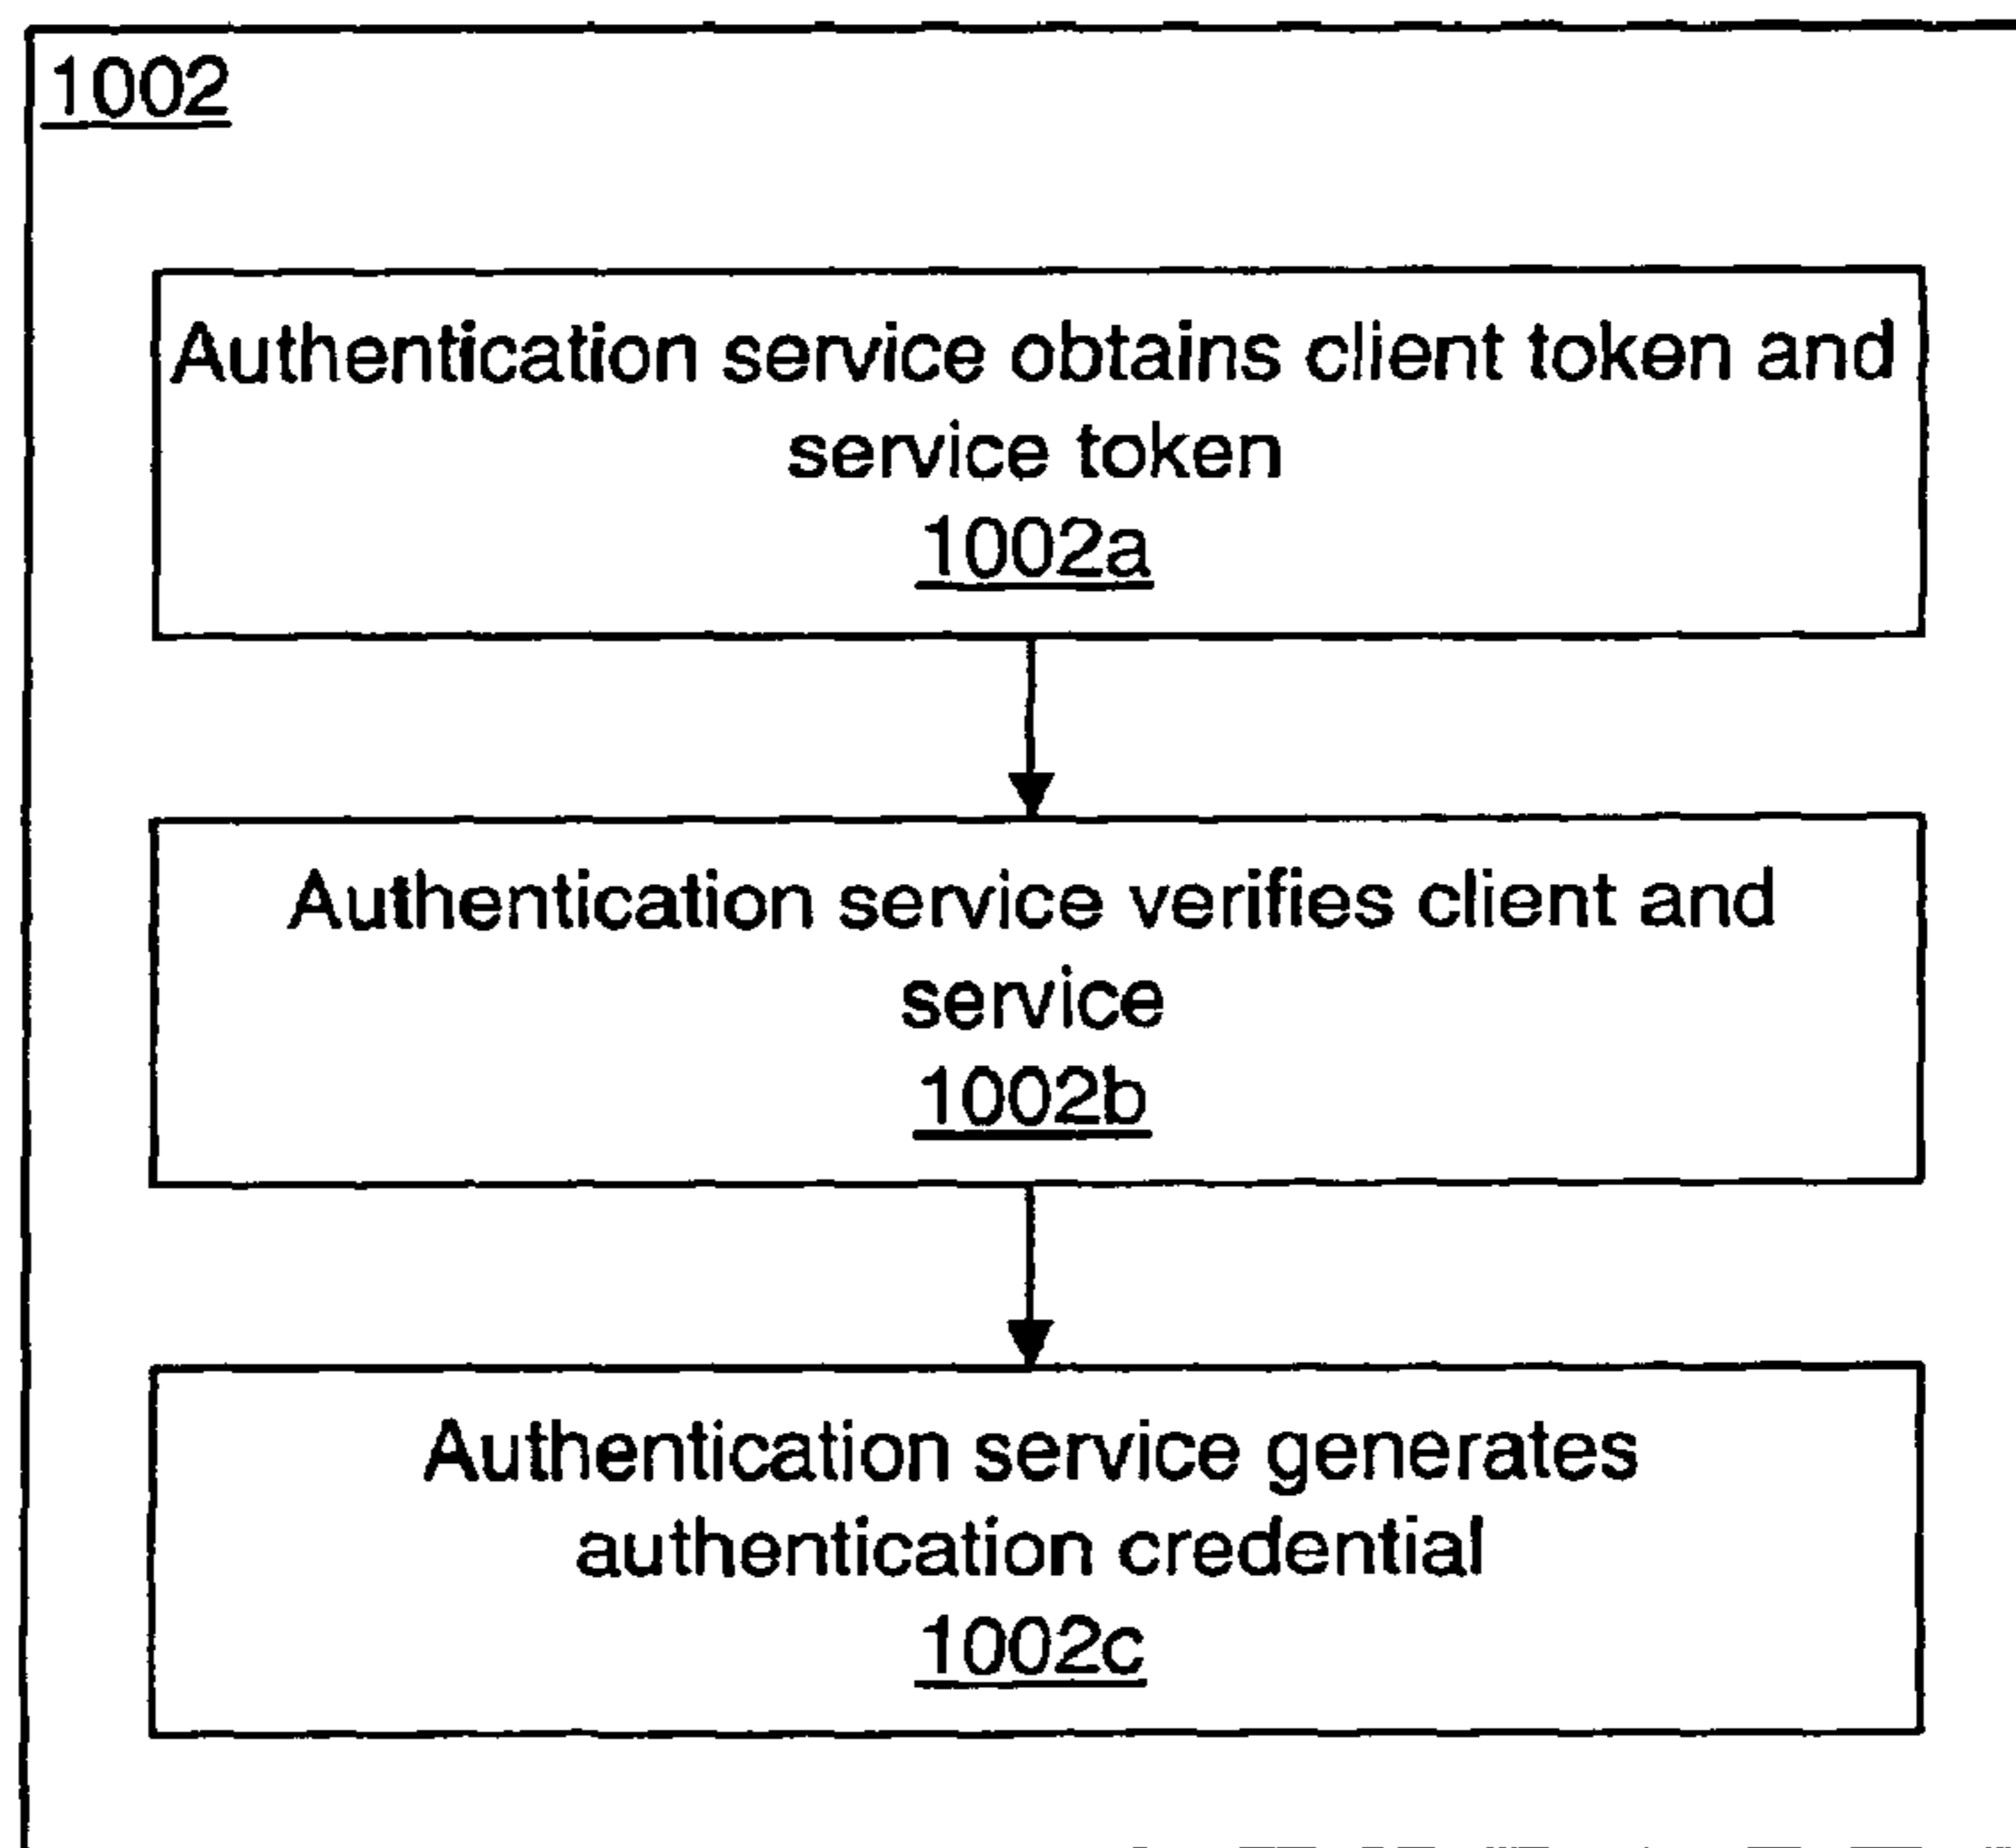 1002
Authentication service obtains client token and
service token
1002a
Authentication service verifies client and
service
1002b
Authentication service generates
authentication credential
1002c